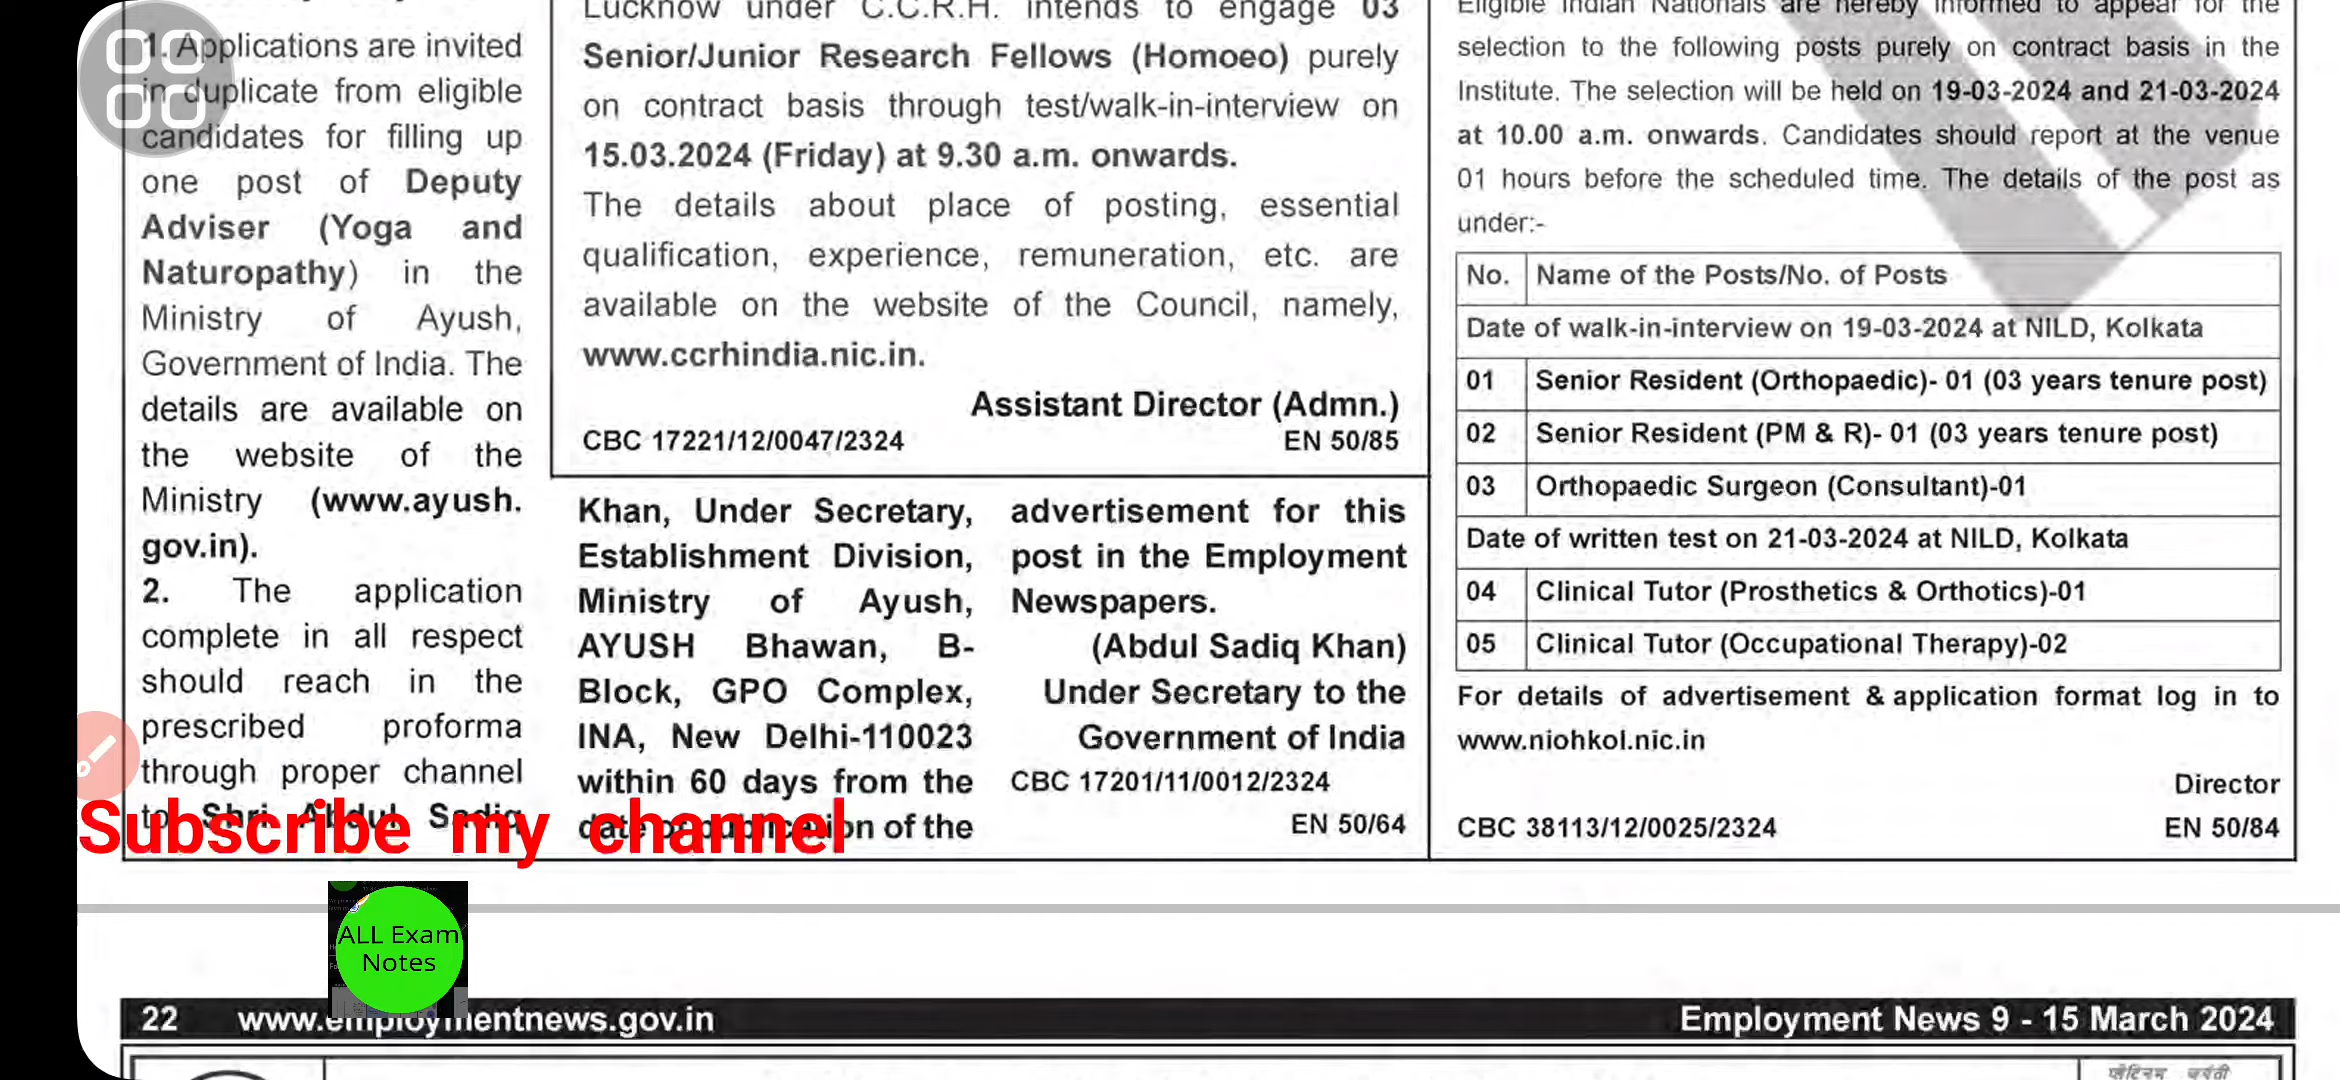 1. Applications are invited
in duplicate from eligible
candidates for filling up
one post of Deputy
Adviser (Yoga and
Naturopathy) in the
Ministry of Ayush,
Government of India. The
details are available on
the website of the
Ministry (www.ayush.
gov.in).
2. The application
complete in all respect
should reach in the
prescribed proforma
through proper channel
to Shri Abdul Sadiq
Lucknow under C.C.R.H. intends to engage 03
Senior/Junior Research Fellows (Homoeo) purely
on contract basis through test/walk-in-interview on
15.03.2024 (Friday) at 9.30 a.m. onwards.
The details about place of posting, essential
qualification, experience, remuneration, etc. are
available on the website of the Council, namely,
www.ccrhindia.nic.in.
Assistant Director (Admn.)
CBC 17221/12/0047/2324 EN 50/85
Khan, Under Secretary,
Establishment Division,
Ministry of Ayush,
AYUSH Bhawan, B-
Block, GPO Complex,
INA, New Delhi-110023
within 60 days from the
date of publication of the
advertisement for this
post in the Employment
Newspapers.
(Abdul Sadiq Khan)
Under Secretary to the
Government of India
CBC 17201/11/0012/2324
EN 50/64
Eligible Indian Nationals are hereby informed to appear for the
selection to the following posts purely on contract basis in the
Institute. The selection will be held on 19-03-2024 and 21-03-2024
at 10.00 a.m. onwards. Candidates should report at the venue
01 hours before the scheduled time. The details of the post as
under:-
No. Name of the Posts/No. of Posts
Date of walk-in-interview on 19-03-2024 at NILD, Kolkata
01 Senior Resident (Orthopaedic)- 01 (03 years tenure post)
02 Senior Resident (PM & R)- 01 (03 years tenure post)
03 Orthopaedic Surgeon (Consultant)-01
Date of written test on 21-03-2024 at NILD, Kolkata
04 Clinical Tutor (Prosthetics & Orthotics)-01
05 Clinical Tutor (Occupational Therapy)-02
For details of advertisement & application format log in to
www.niohkol.nic.in
Director
CBC 38113/12/0025/2324 EN 50/84
Subscribe my channel
ALL Exam
Notes
22 www.employmentnews.gov.in Employment News 9 - 15 March 2024
प्लेटिनम जयंती